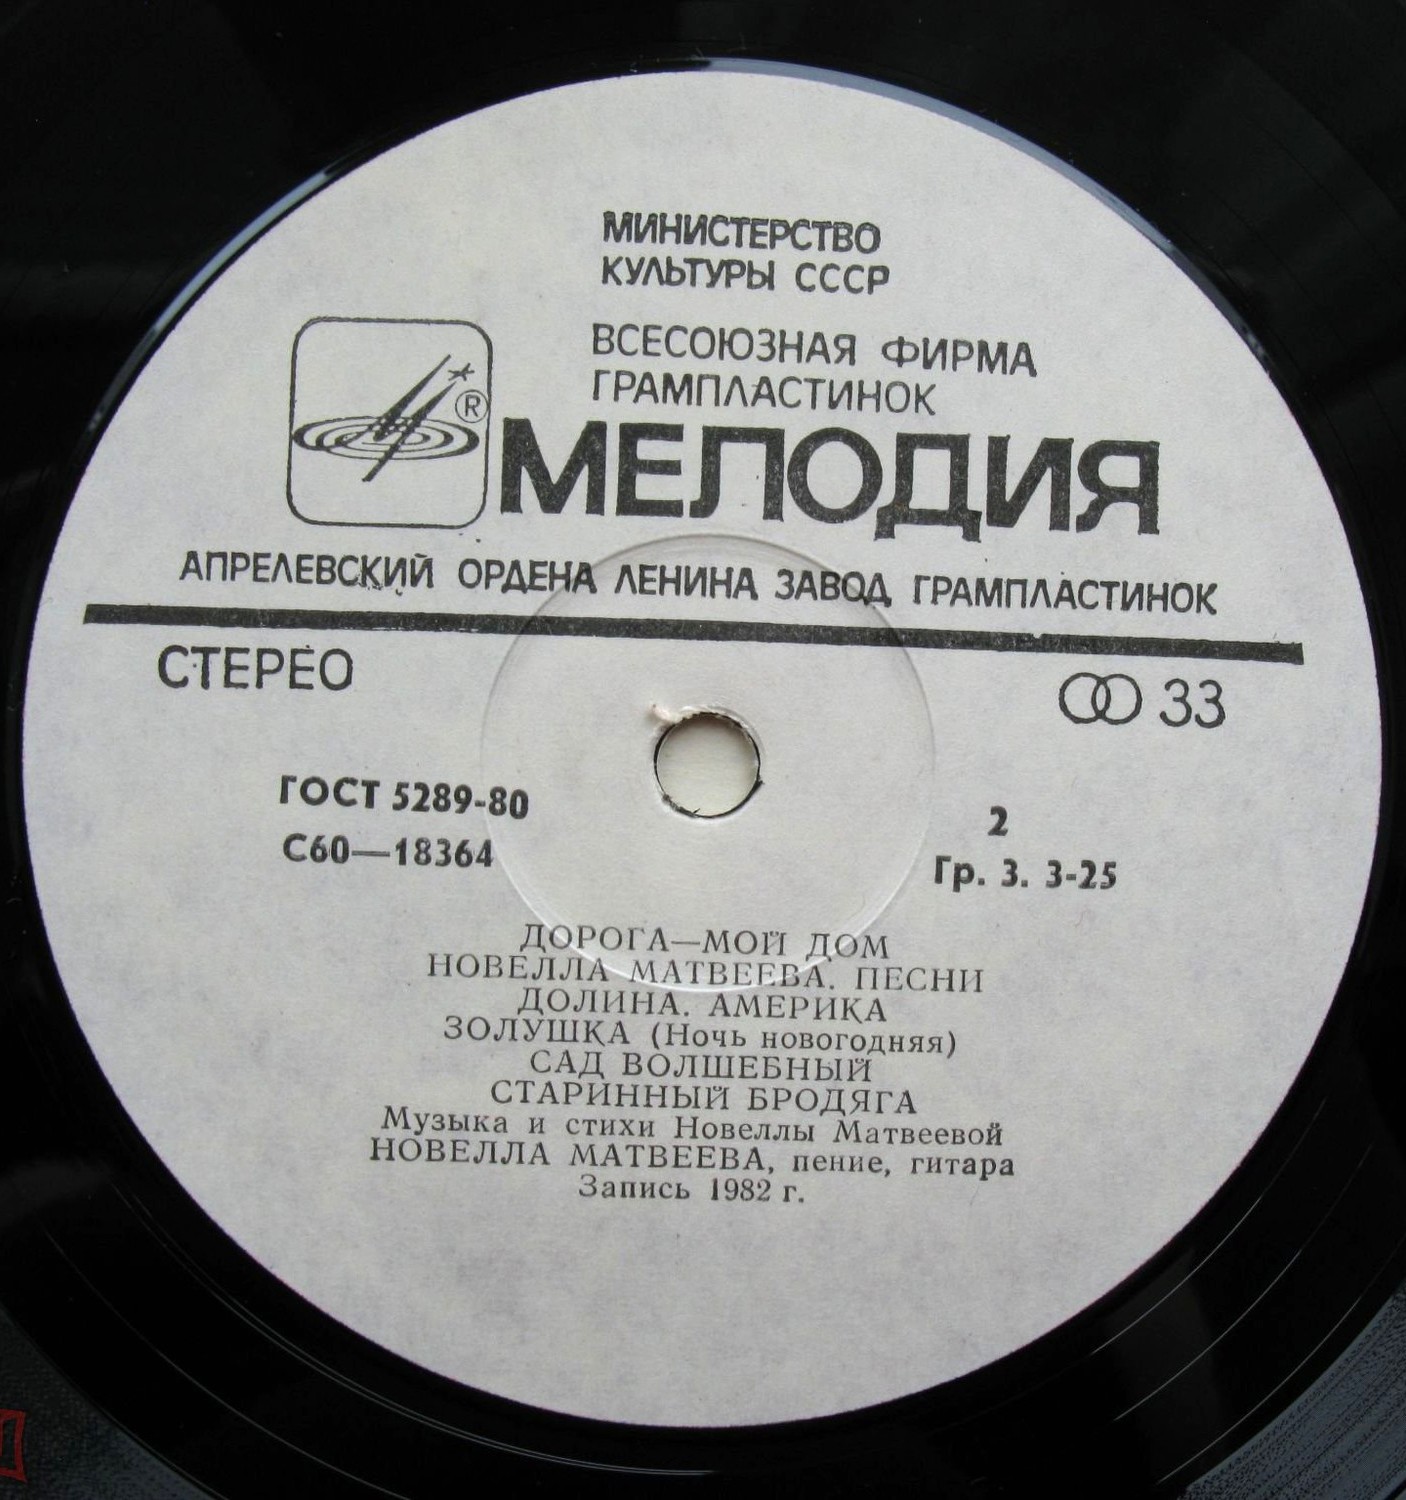 МИНИСТЕРСТВО
КУЛЬТУРЫ СССР
ВСЕСОЮЗНАЯ ФИРМА
ГРАМПЛАСТИНОК
®
МЕЛОДИЯ
АПРЕЛЕВСКИЙ ОРДЕНА ЛЕНИНА ЗАВОД ГРАМПЛАСТИНОК
СТЕРЕО
33
ГОСТ 5289-80
С60—18364
2
Гр. 3. 3-25
ДОРОГА—МОЙ ДОМ
НОВЕЛЛА МАТВЕЕВА. ПЕСНИ
ДОЛИНА. АМЕРИКА
ЗОЛУШКА (Ночь новогодняя)
САД ВОЛШЕБНЫЙ
СТАРИННЫЙ БРОДЯГА
Музыка и стихи Новеллы Матвеевой
НОВЕЛЛА МАТВЕЕВА, пение, гитара
Запись 1982 г.